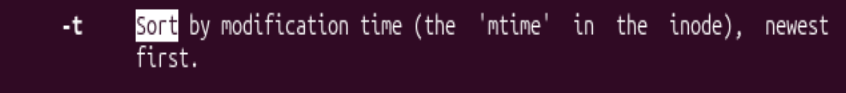 -t Sort by modification time (the 'mtime' in the inode), newest
first.